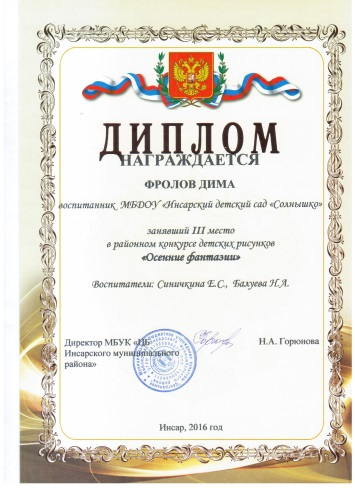 ДИПЛОМ
НАГРАЖДАЕТСЯ
ФРОЛОВ ДИМА
воспитанник МБДОУ «Инсарский детский сад «Солнышко»
занявший III место
в районном конкурсе детских рисунков
«Осенние фантазии»
Воспитатели: Синичкина Е.С., Балуева Н.А.
Директор МБУК «ЦБ
Инсарского муниципального
района»
Н.А. Горюнова
Инсар, 2016 год